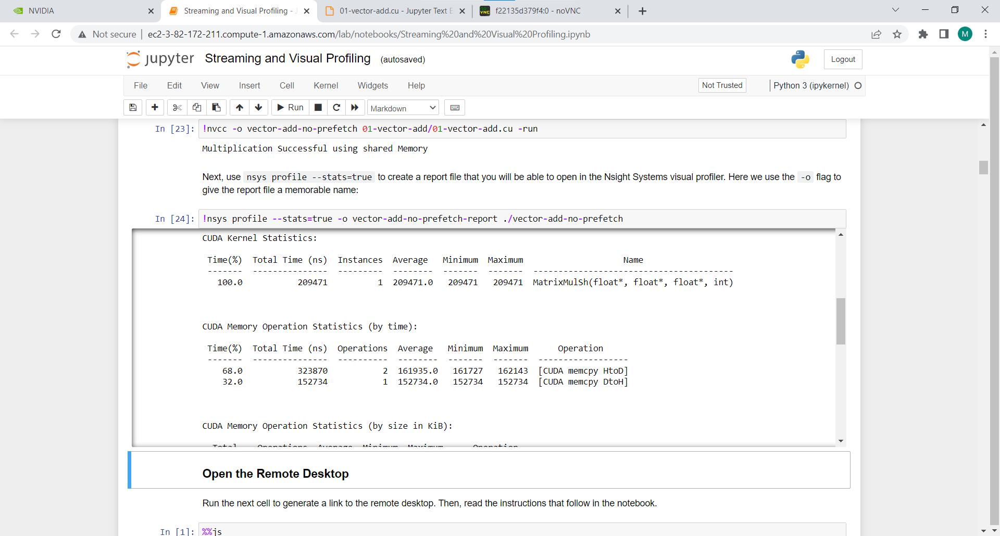 NVIDIA
Streaming and Visual Profiling - J
01-vector-add.cu - Jupyter Text E
f22135d379f4:0 - noVNC
Not secure | ec2-3-82-172-211.compute-1.amazonaws.com/lab/notebooks/Streaming%20and%20Visual%20Profiling.ipynb
M
jupyter Streaming and Visual Profiling (autosaved)
Logout
File Edit View Insert Cell Kernel Widgets Help
Not Trusted
Python 3 (ipykernel)
Run
Markdown
In [23]: !nvcc -o vector-add-no-prefetch 01-vector-add/01-vector-add.cu -run
Multiplication Successful using shared Memory
Next, use nsys profile --stats=true to create a report file that you will be able to open in the Nsight Systems visual profiler. Here we use the -o flag to
give the report file a memorable name:
In [24]: !nsys profile --stats=true -o vector-add-no-prefetch-report ./vector-add-no-prefetch
CUDA Kernel Statistics:
Time(%) Total Time (ns) Instances Average Minimum Maximum Name
------- --------------- --------- -------- ------- ------- ----------------------------------------
100.0 209471 1 209471.0 209471 209471 MatrixMulSh(float*, float*, float*, int)
CUDA Memory Operation Statistics (by time):
Time(%) Total Time (ns) Operations Average Minimum Maximum Operation
------- --------------- ---------- -------- ------- ------- ------------------
68.0 323870 2 161935.0 161727 162143 [CUDA memcpy HtoD]
32.0 152734 1 152734.0 152734 152734 [CUDA memcpy DtoH]
CUDA Memory Operation Statistics (by size in KiB):
Total Operations Average Minimum Maximum Operation
Open the Remote Desktop
Run the next cell to generate a link to the remote desktop. Then, read the instructions that follow in the notebook.
In [1]: %%js